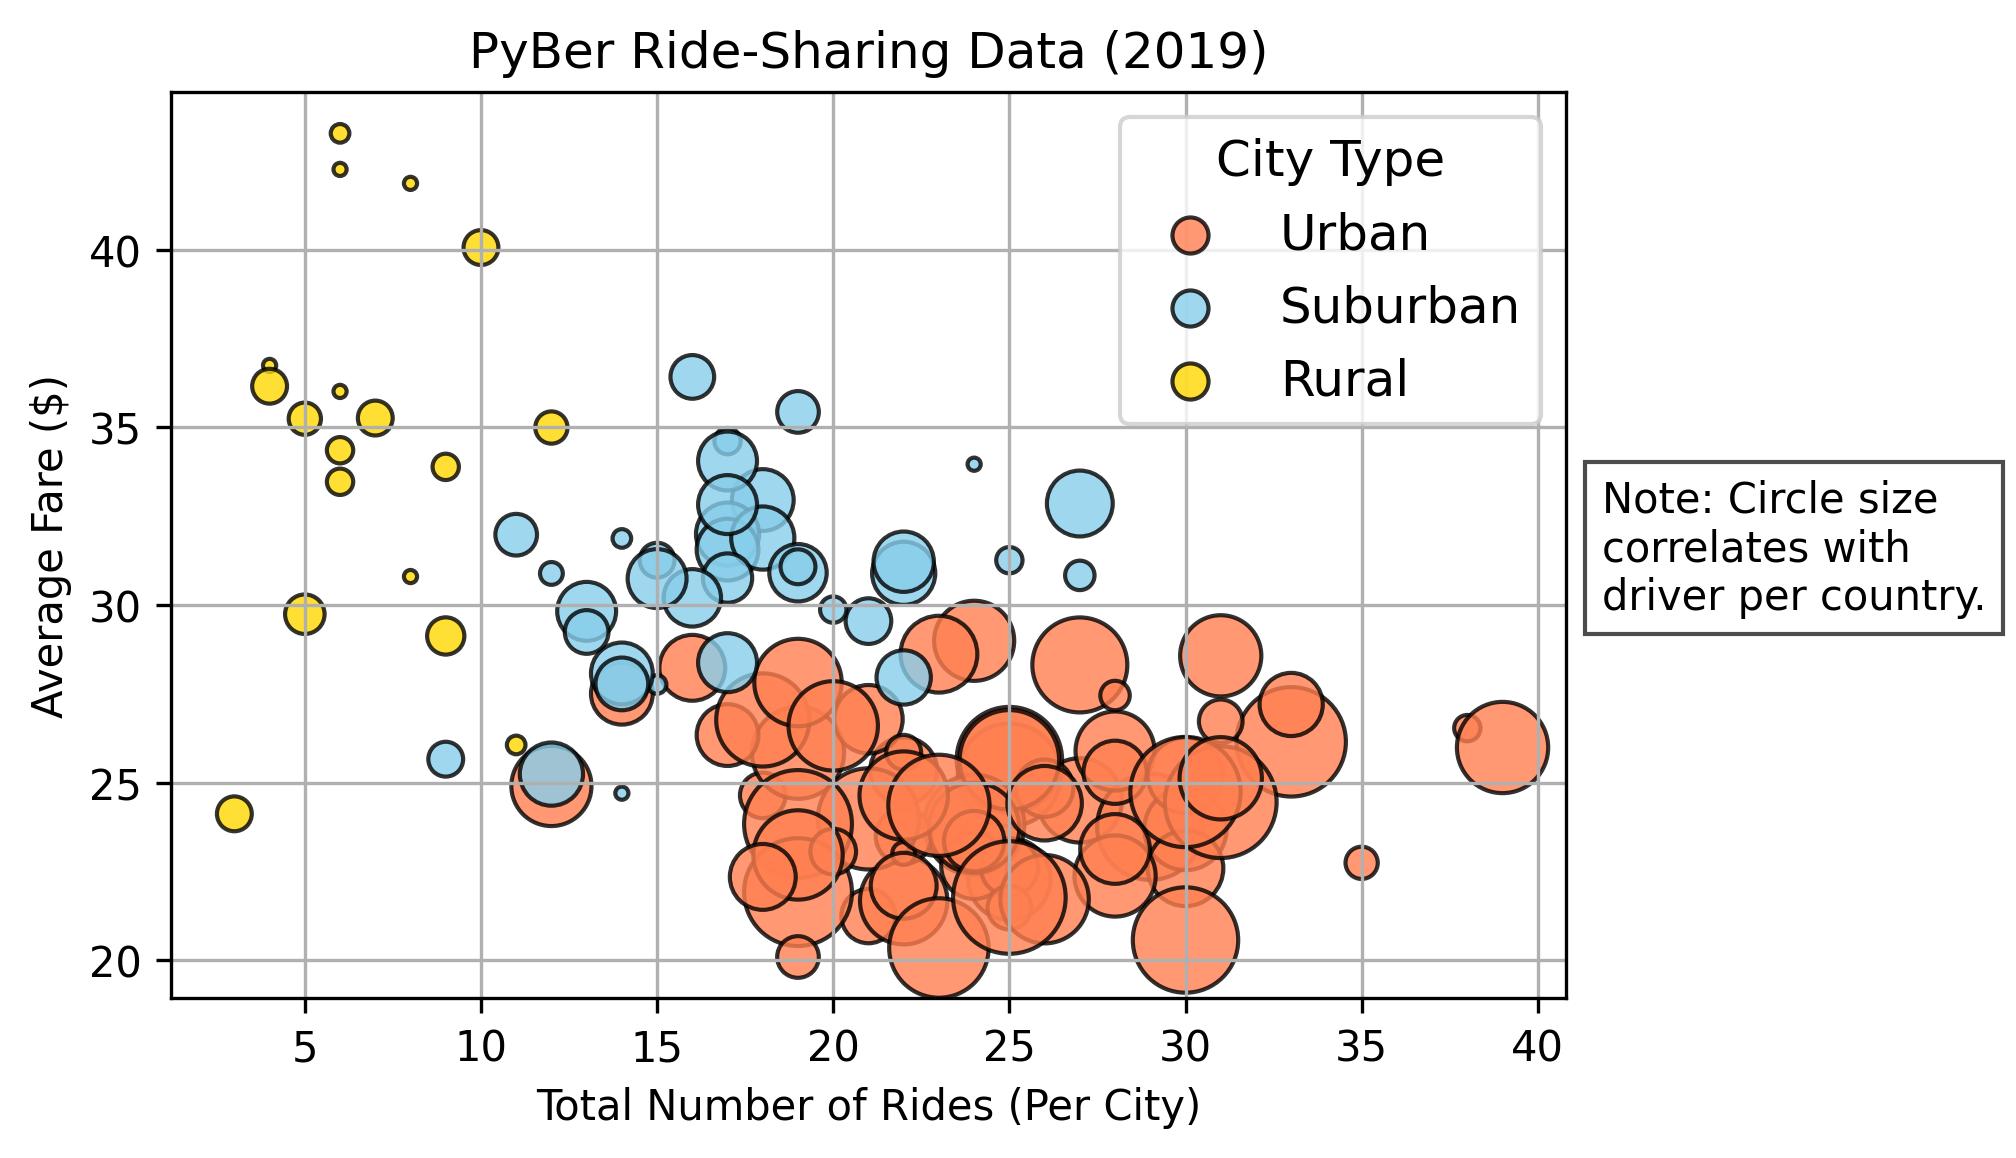 PyBer Ride-Sharing Data (2019)
City Type
Urban
Suburban
Rural
Average Fare ($)
40
35
30
25
20
5 10 15 20 25 30 35 40
Total Number of Rides (Per City)
Note: Circle size
correlates with
driver per country.